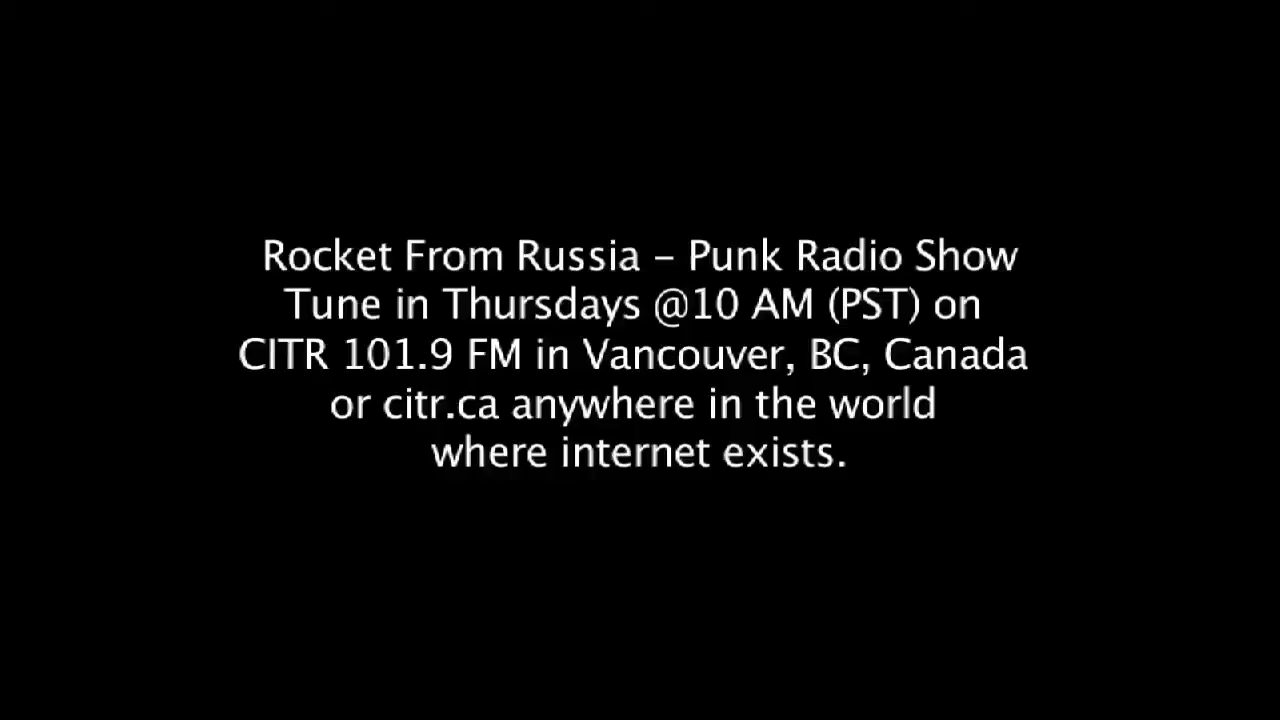 Rocket From Russia – Punk Radio Show
Tune in Thursdays @10 AM (PST) on
CITR 101.9 FM in Vancouver, BC, Canada
or citr.ca anywhere in the world
where internet exists.